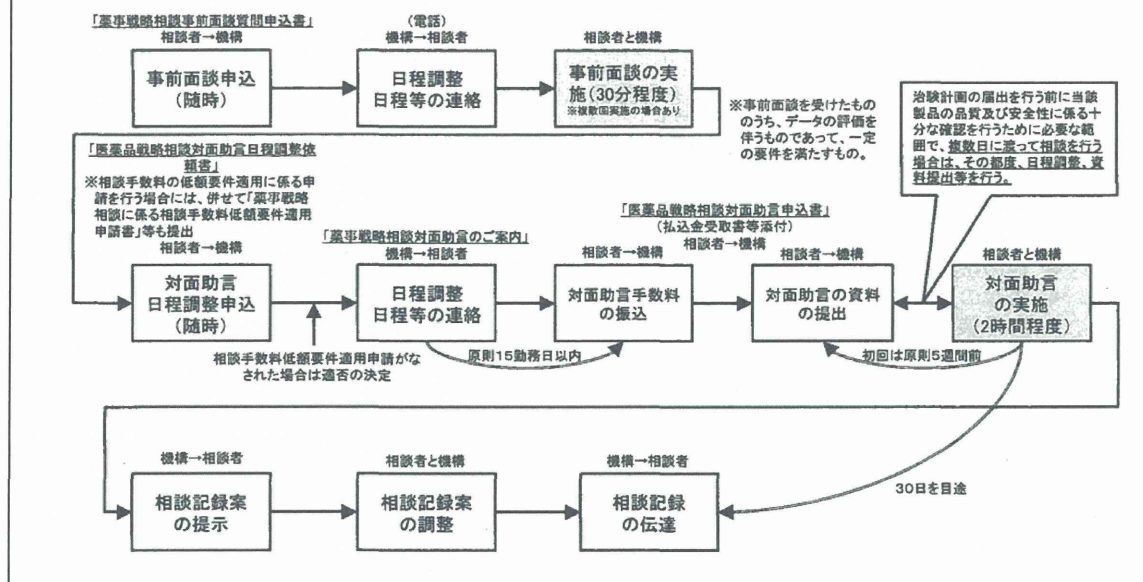 「薬事戦略相談事前面談質問申込書」
相談者→機構
事前面談申込
(随時)
(電話)
機構→相談者
日程調整
日程等の連絡
相談者と機構
事前面談の実
施(30分程度)
※複数回実施の場合あり
※事前面談を受けたもの
のうち、データの評価を
伴うものであって、一定
の要件を満たすもの。
治験計画の届出を行う前に当該
製品の品質及び安全性に係る十
分な確認を行うために必要な範
囲で、複数日に渡って相談を行う
場合は、その都度、日程調整、資
料提出等を行う。
「医薬品戦略相談対面助言日程調整依
頼書」
※相談手数料の低額要件適用に係る申
請を行う場合には、併せて「薬事戦略
相談に係る相談手数料低額要件適用
申請書」等も提出
相談者→機構
対面助言
日程調整申込
(随時)
相談手数料低額要件適用申請がな
された場合は適否の決定
「薬事戦略相談対面助言のご案内」
機構→相談者
日程調整
日程等の連絡
原則15勤務日以内
相談者→機構
対面助言手数料
の振込
「医薬品戦略相談対面助言申込書」
(払込金受取書等添付)
相談者→機構
相談者→機構
対面助言の資料
の提出
初回は原則5週間前
相談者と機構
対面助言
の実施
(2時間程度)
機構→相談者
相談記録案
の提示
相談者と機構
相談記録案
の調整
機構→相談者
相談記録
の伝達
30日を目途